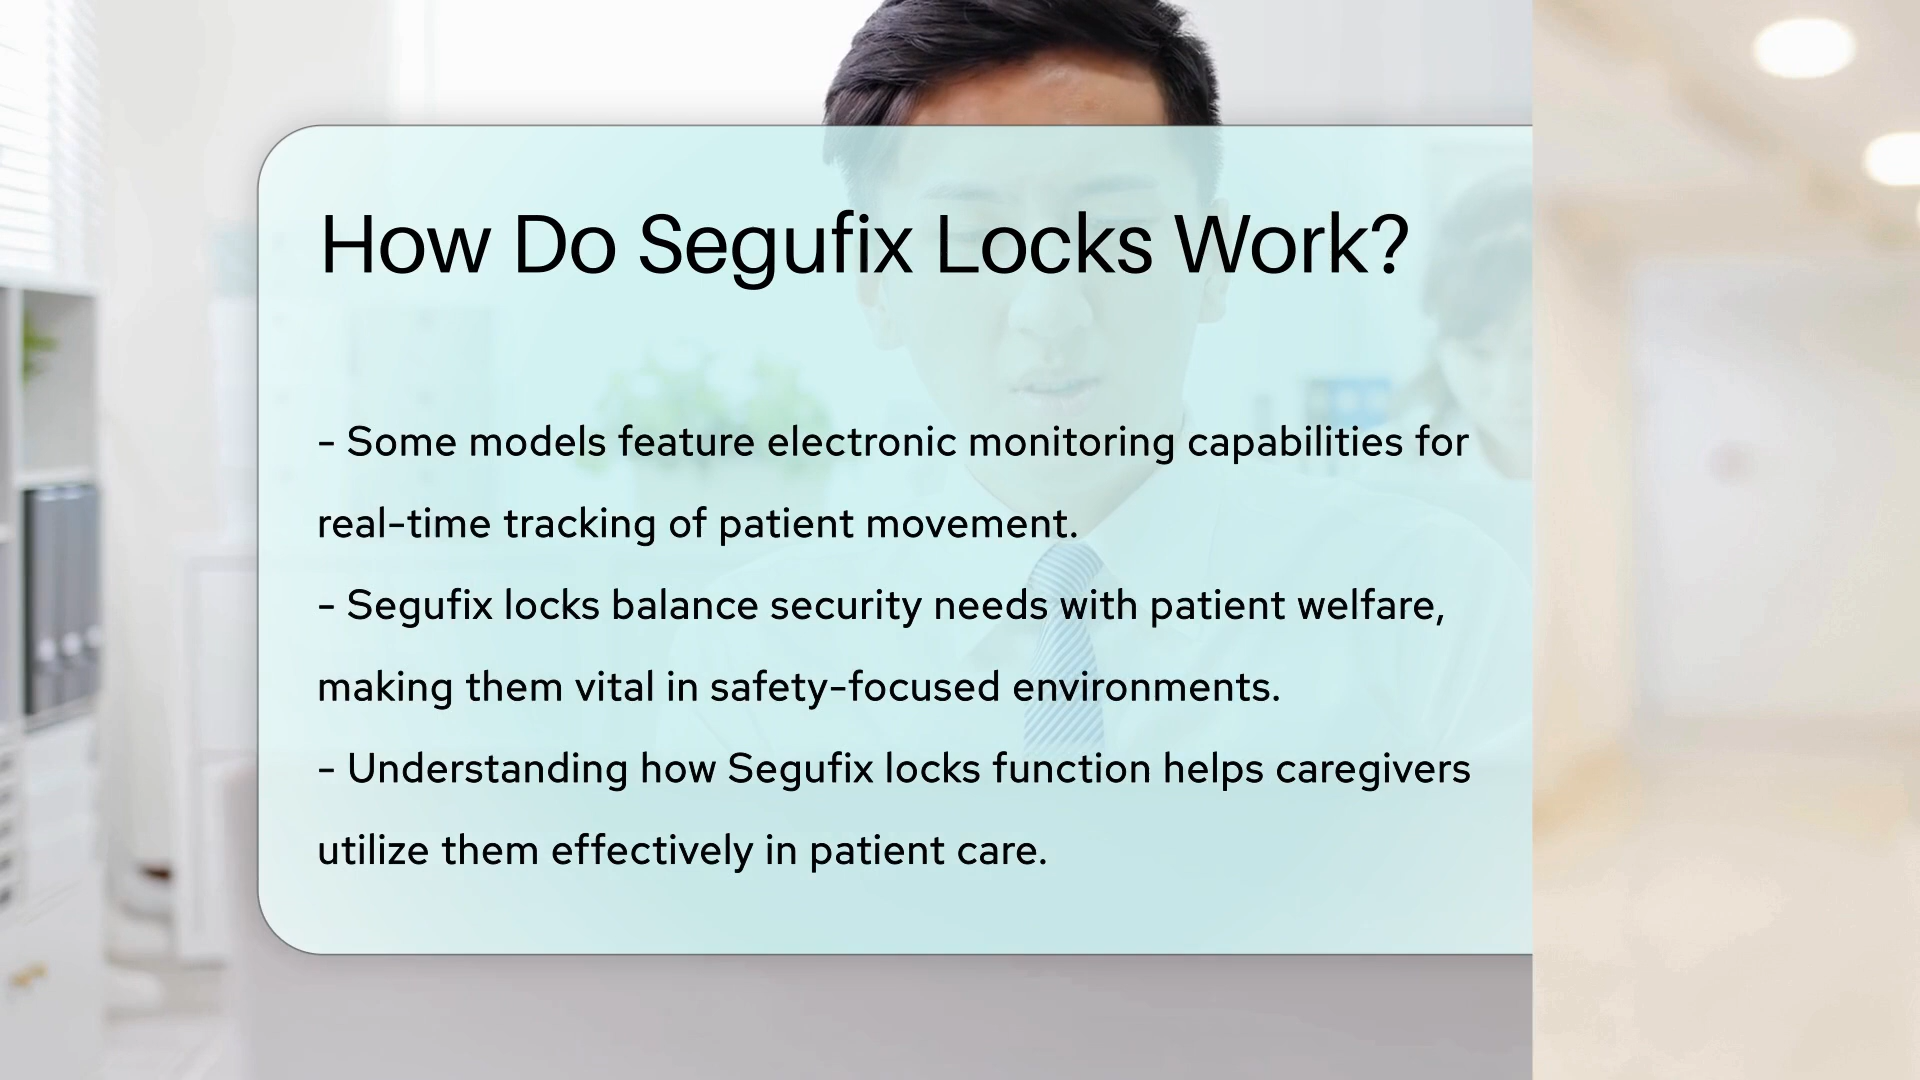 How Do Segufix Locks Work?
- Some models feature electronic monitoring capabilities for
real-time tracking of patient movement.
- Segufix locks balance security needs with patient welfare,
making them vital in safety-focused environments.
- Understanding how Segufix locks function helps caregivers
utilize them effectively in patient care.